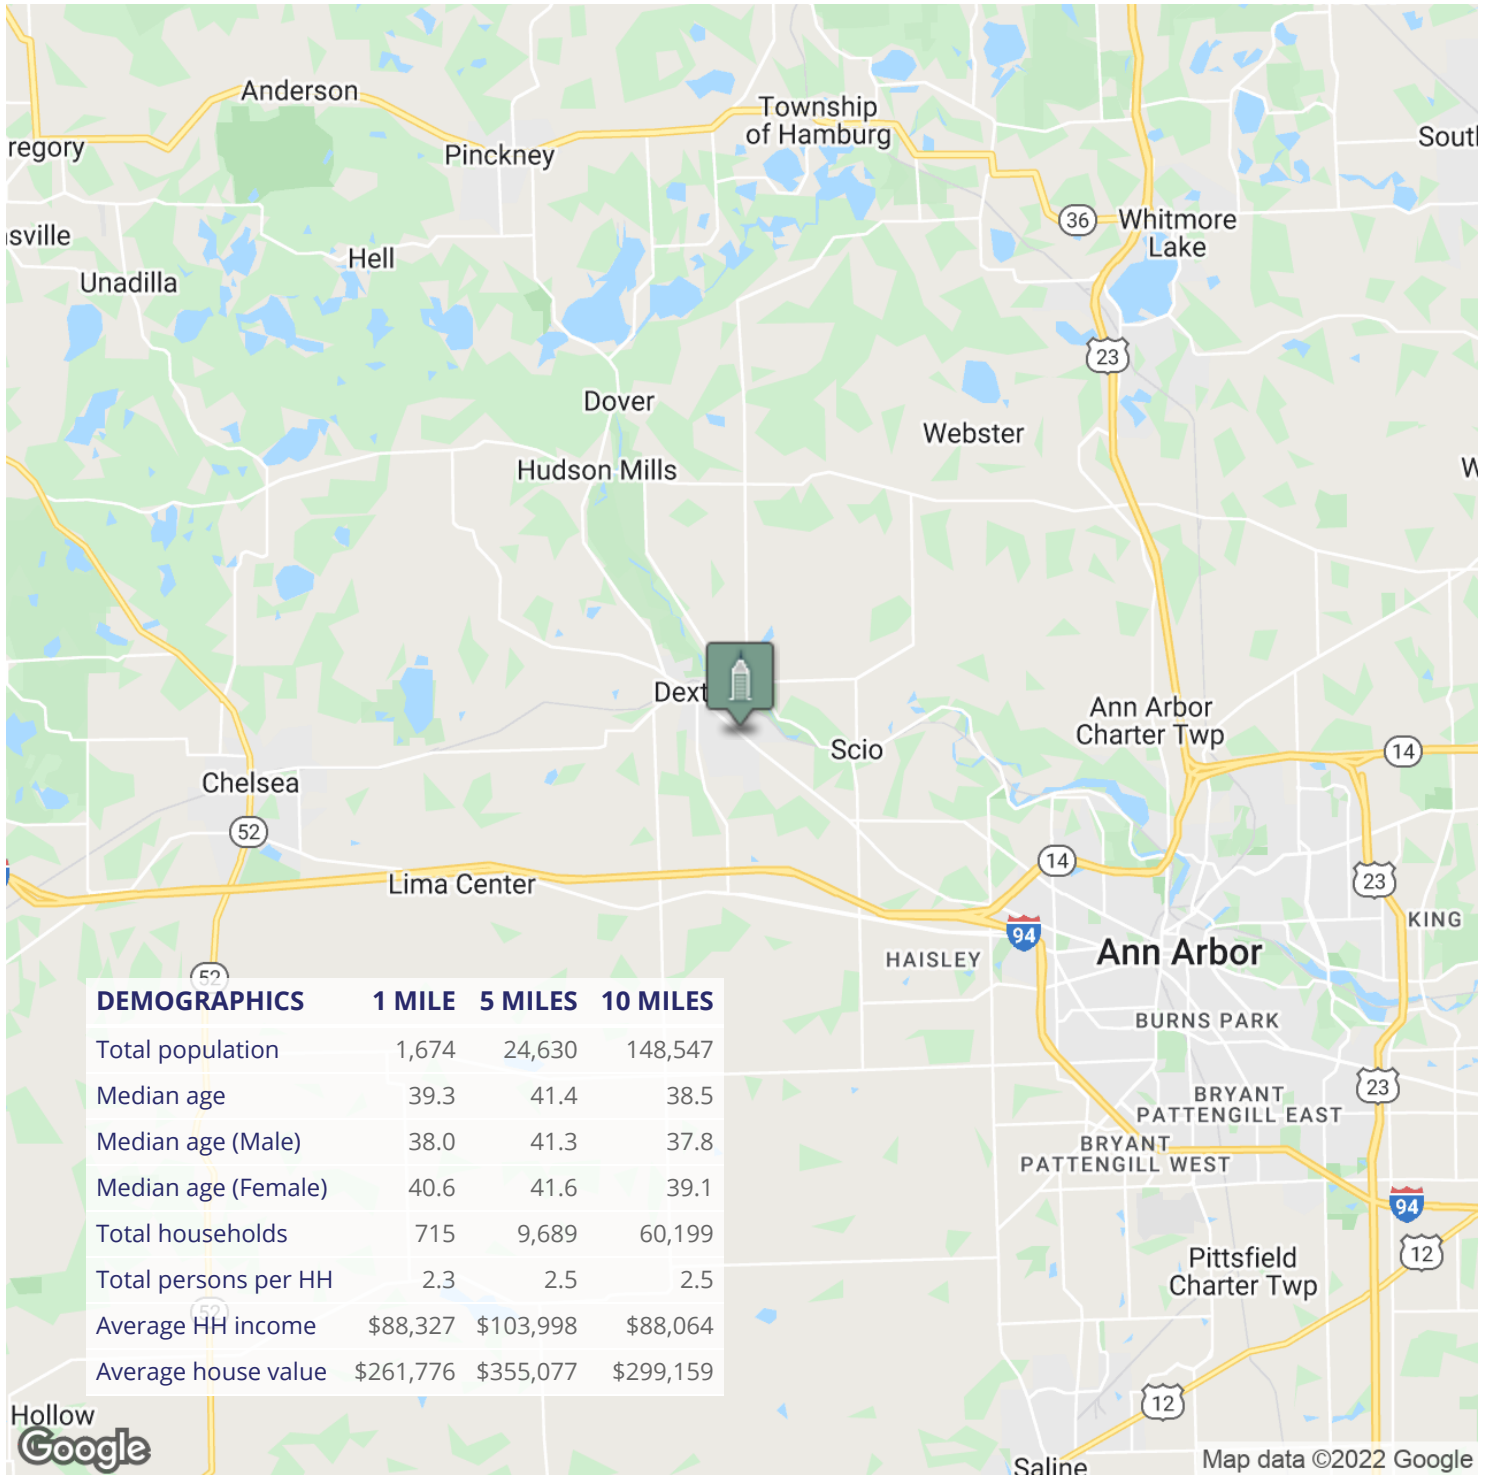 Anderson
Township
of Hamburg
regory
Pinckney
South
36
Whitmore
Lake
sville
Hell
Unadilla
23
Dover
Webster
Hudson Mills
W
Dext
Ann Arbor
Charter Twp
Scio
14
Chelsea
52
14
Lima Center
23
KING
94
Ann Arbor
HAISLEY
52
BURNS PARK
DEMOGRAPHICS 1 MILE 5 MILES 10 MILES
Total population 1,674 24,630 148,547
Median age 39.3 41.4 38.5
Median age (Male) 38.0 41.3 37.8
Median age (Female) 40.6 41.6 39.1
Total households 715 9,689 60,199
Total persons per HH 2.3 2.5 2.5
Average HH income $88,327 $103,998 $88,064
Average house value $261,776 $355,077 $299,159
52
23
BRYANT
PATTENGILL EAST
BRYANT
PATTENGILL WEST
94
12
Pittsfield
Charter Twp
12
Hollow
Google
Saline
Map data ©2022 Google